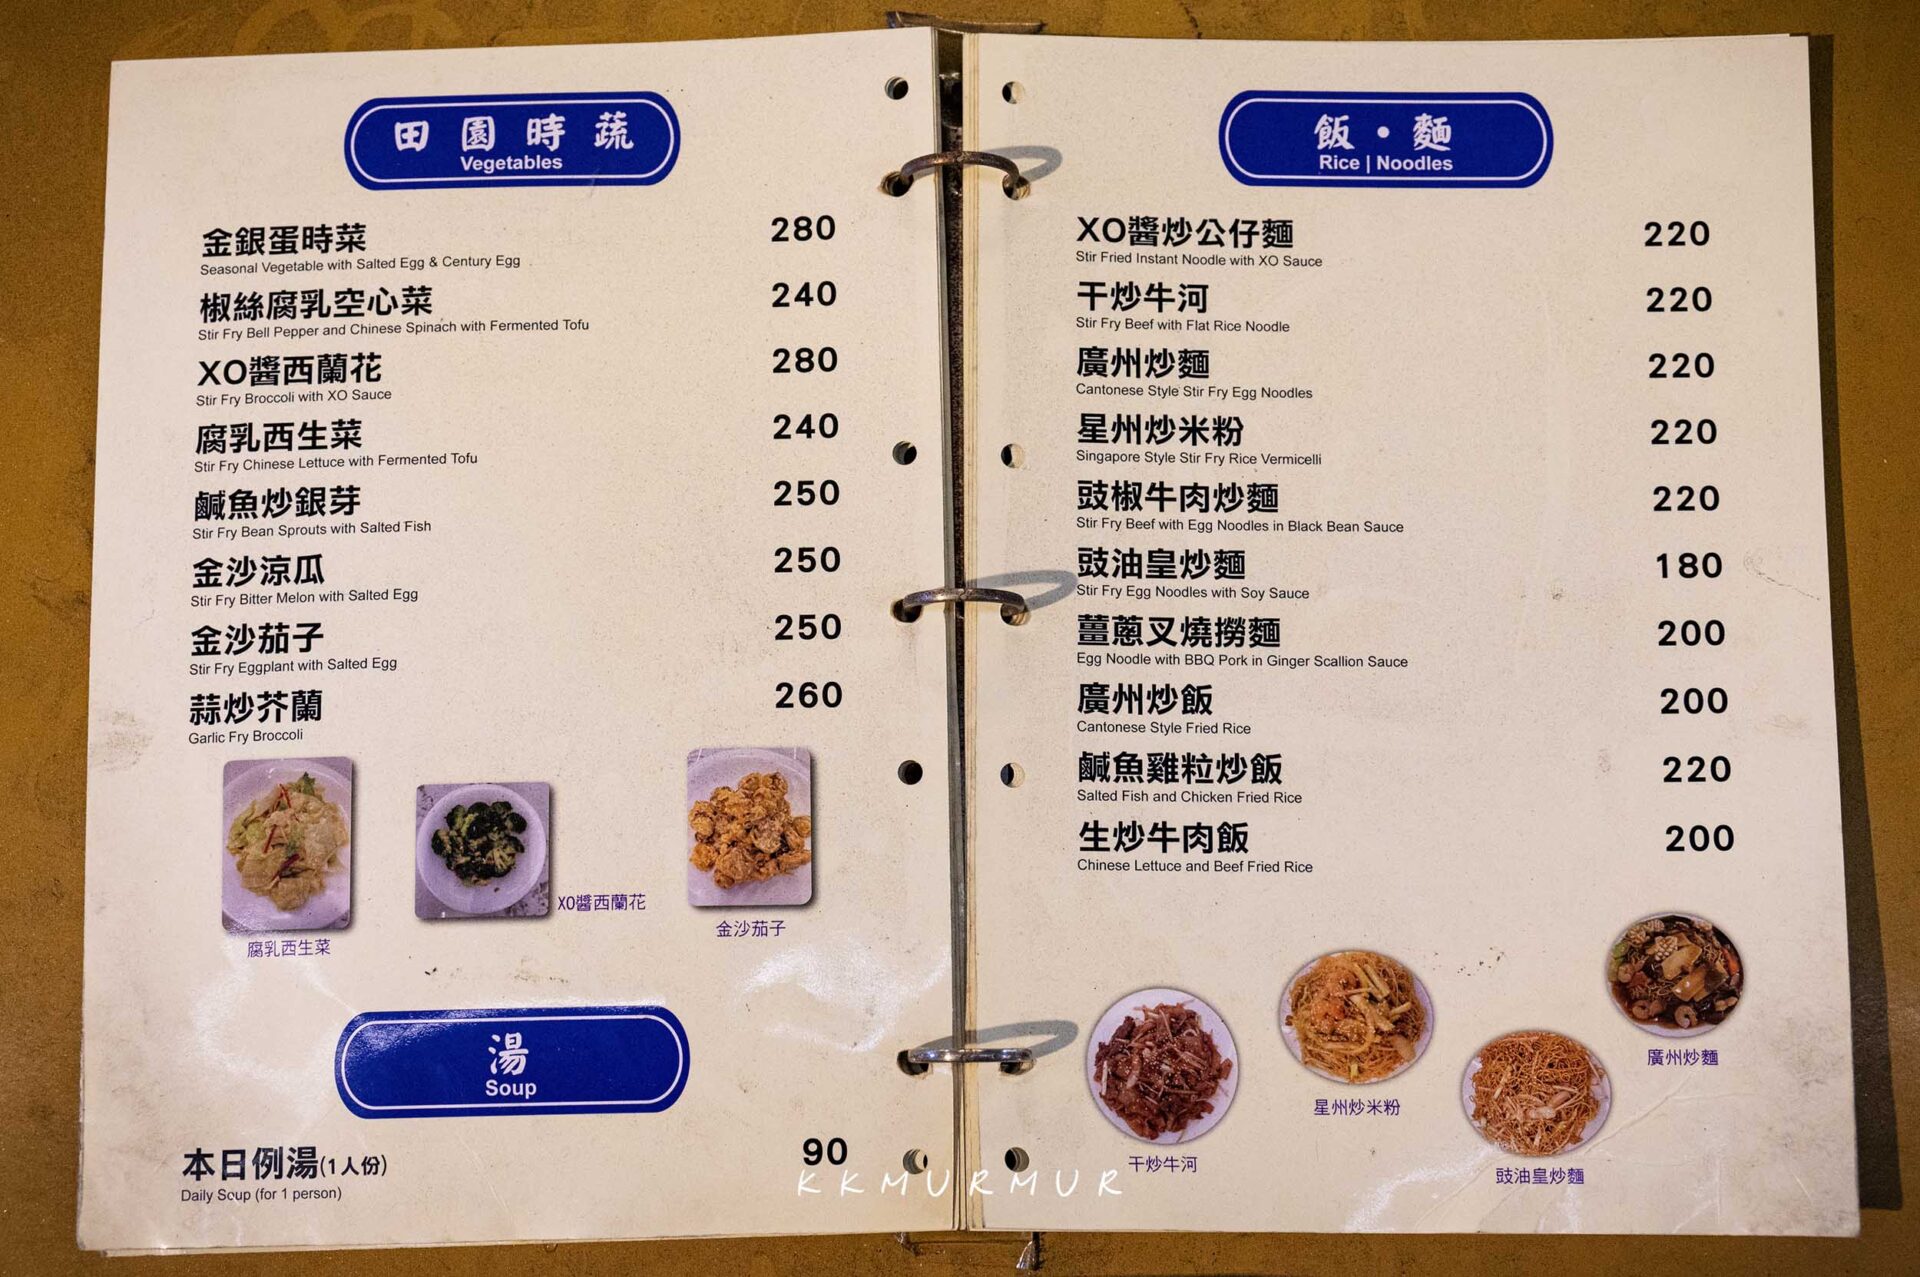 田園時蔬
Vegetables
金銀蛋時菜 280
Seasonal Vegetable with Salted Egg & Century Egg
椒絲腐乳空心菜 240
Stir Fry Bell Pepper and Chinese Spinach with Fermented Tofu
XO醬西蘭花 280
Stir Fry Broccoli with XO Sauce
腐乳西生菜 240
Stir Fry Chinese Lettuce with Fermented Tofu
鹹魚炒銀芽 250
Stir Fry Bean Sprouts with Salted Fish
金沙涼瓜 250
Stir Fry Bitter Melon with Salted Egg
金沙茄子 250
Stir Fry Eggplant with Salted Egg
蒜炒芥蘭 260
Garlic Fry Broccoli
腐乳西生菜
XO醬西蘭花
金沙茄子
湯
Soup
本日例湯(1人份) 90
Daily Soup (for 1 person)
飯・麵
Rice | Noodles
XO醬炒公仔麵 220
Stir Fried Instant Noodle with XO Sauce
干炒牛河 220
Stir Fry Beef with Flat Rice Noodle
廣州炒麵 220
Cantonese Style Stir Fry Egg Noodles
星州炒米粉 220
Singapore Style Stir Fry Rice Vermicelli
豉椒牛肉炒麵 220
Stir Fry Beef with Egg Noodles in Black Bean Sauce
豉油皇炒麵 180
Stir Fry Egg Noodles with Soy Sauce
薑蔥叉燒撈麵 200
Egg Noodle with BBQ Pork in Ginger Scallion Sauce
廣州炒飯 200
Cantonese Style Fried Rice
鹹魚雞粒炒飯 220
Salted Fish and Chicken Fried Rice
生炒牛肉飯 200
Chinese Lettuce and Beef Fried Rice
干炒牛河
星州炒米粉
豉油皇炒麵
廣州炒麵
KKMURMUR